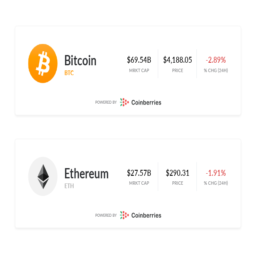 Bitcoin
BTC
$69.54B
MRKT CAP
$4,188.05
PRICE
-2.89%
% CHG (24H)
POWERED BY Coinberries
Ethereum
ETH
$27.57B
MRKT CAP
$290.31
PRICE
-1.91%
% CHG (24H)
POWERED BY Coinberries